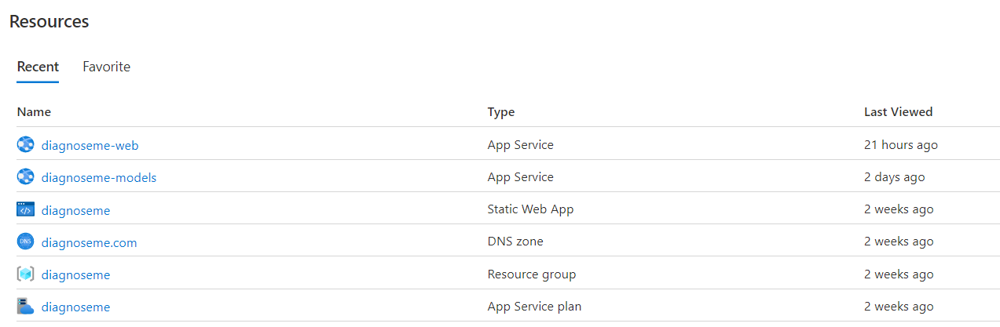 Resources
Recent Favorite
Name Type Last Viewed
diagnoseme-web App Service 21 hours ago
diagnoseme-models App Service 2 days ago
diagnoseme Static Web App 2 weeks ago
DNS diagnoseme.com DNS zone 2 weeks ago
diagnoseme Resource group 2 weeks ago
diagnoseme App Service plan 2 weeks ago